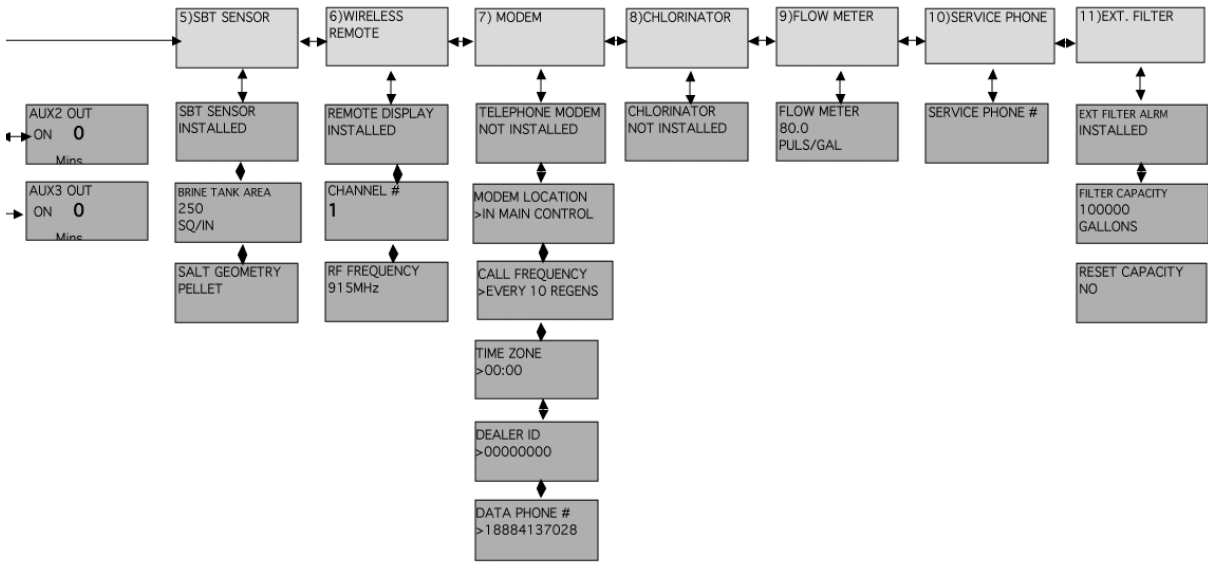 5)SBT SENSOR
6)WIRELESS
REMOTE
7) MODEM
8)CHLORINATOR
9)FLOW METER
10)SERVICE PHONE
11)EXT. FILTER
AUX2 OUT
ON 0
Mins
AUX3 OUT
ON 0
Mins
SBT SENSOR
INSTALLED
BRINE TANK AREA
250
SQ/IN
SALT GEOMETRY
PELLET
REMOTE DISPLAY
INSTALLED
CHANNEL #
1
RF FREQUENCY
915MHz
TELEPHONE MODEM
NOT INSTALLED
MODEM LOCATION
>IN MAIN CONTROL
CALL FREQUENCY
>EVERY 10 REGENS
TIME ZONE
>00:00
DEALER ID
>00000000
DATA PHONE #
>18884137028
CHLORINATOR
NOT INSTALLED
FLOW METER
80.0
PULS/GAL
SERVICE PHONE #
EXT FILTER ALRM
INSTALLED
FILTER CAPACITY
100000
GALLONS
RESET CAPACITY
NO